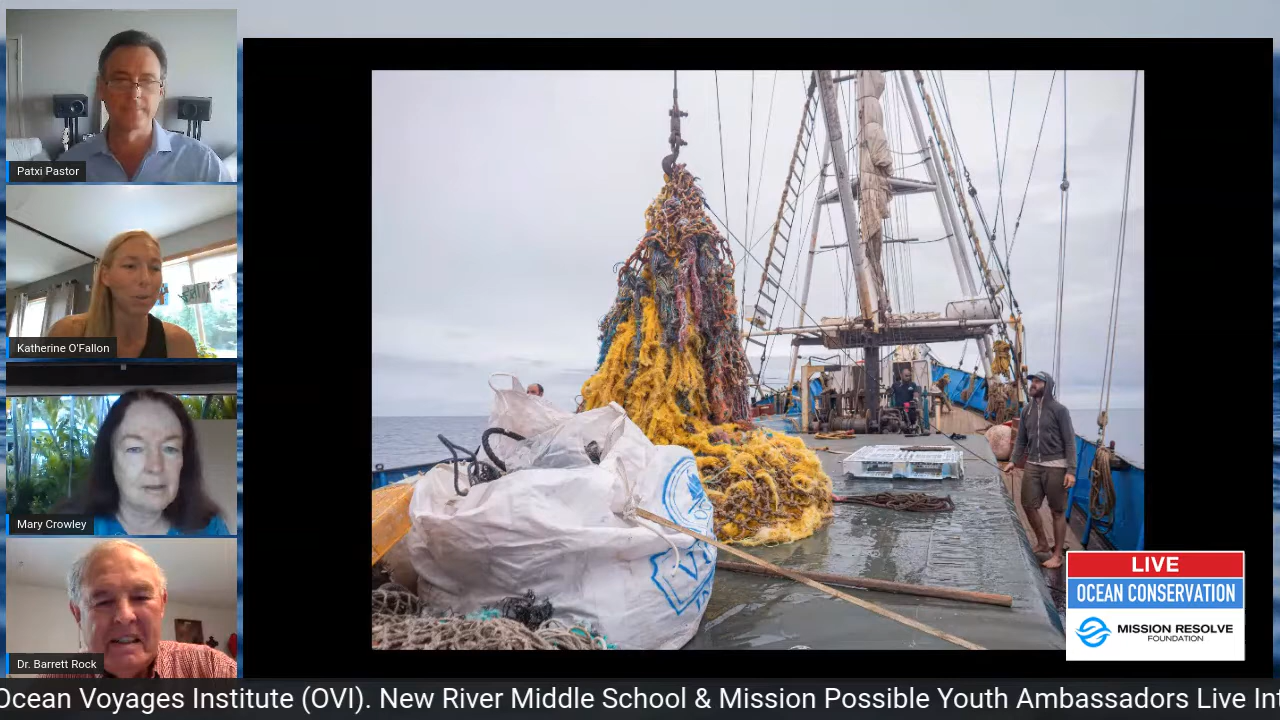 Patxi Pastor
Katherine O'Fallon
Mary Crowley
Dr. Barrett Rock
LIVE
OCEAN CONSERVATION
MISSION RESOLVE
FOUNDATION
Ocean Voyages Institute (OVI). New River Middle School & Mission Possible Youth Ambassadors Live